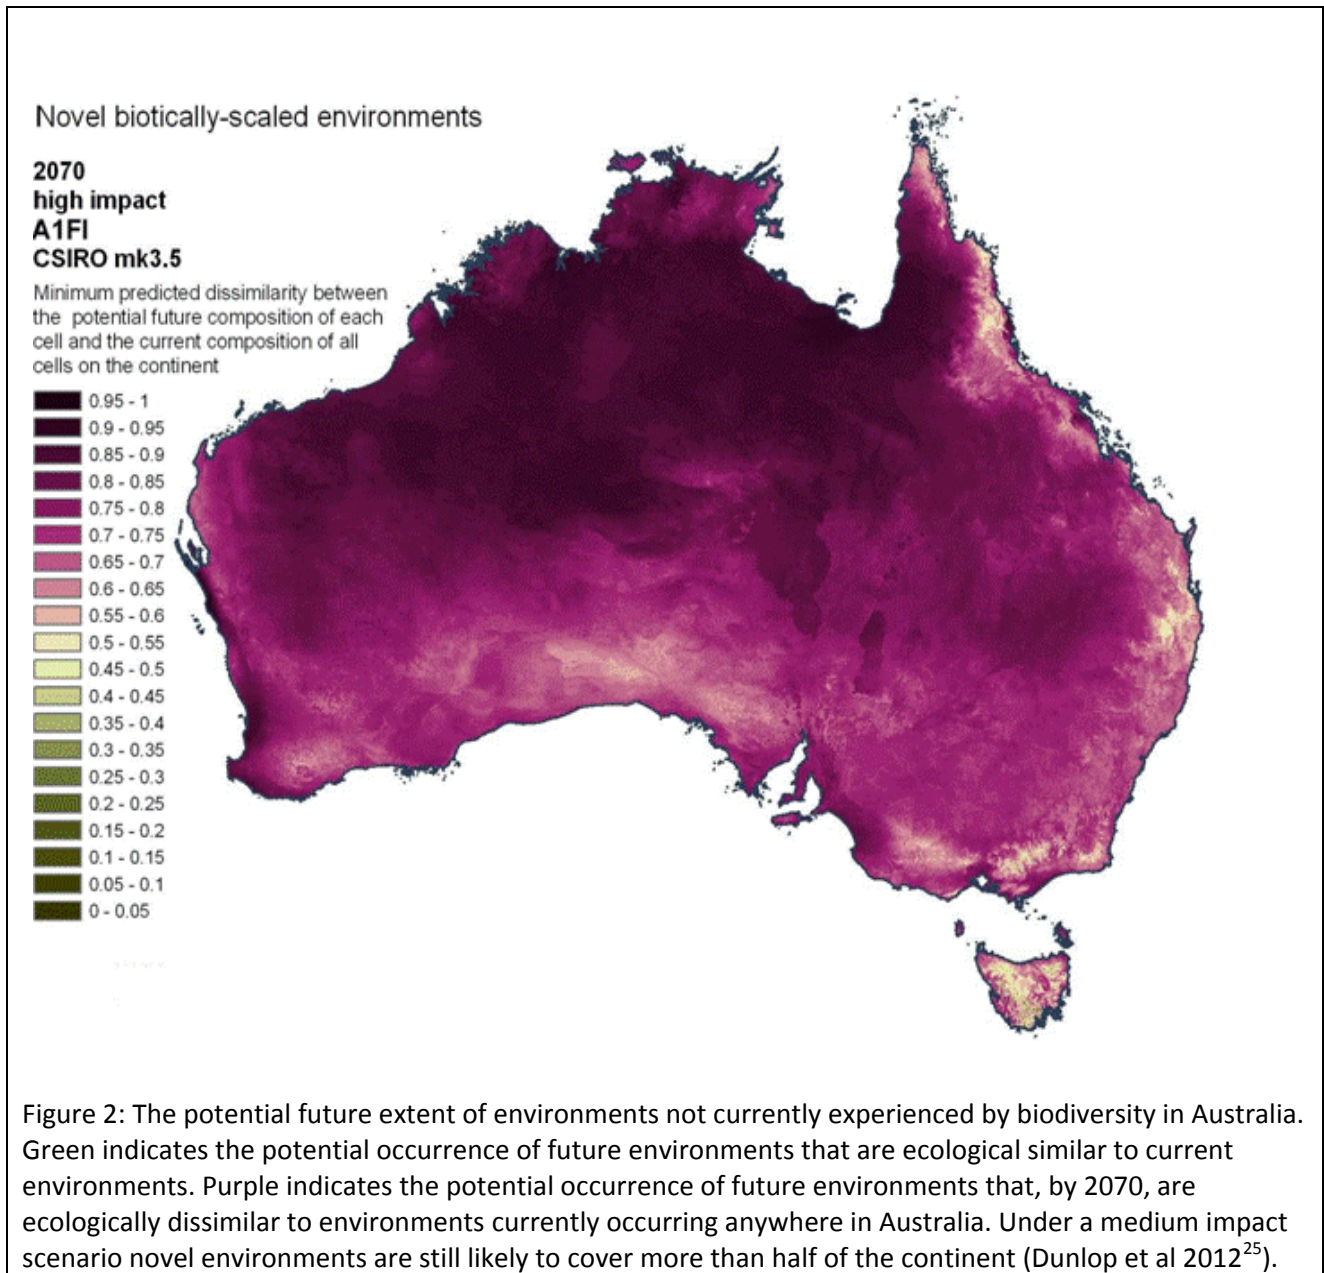 Novel biotically-scaled environments
2070
high impact
A1FI
CSIRO mk3.5
Minimum predicted dissimilarity between
the potential future composition of each
cell and the current composition of all
cells on the continent
0.95 - 1
0.9 - 0.95
0.85 - 0.9
0.8 - 0.85
0.75 - 0.8
0.7 - 0.75
0.65 - 0.7
0.6 - 0.65
0.55 - 0.6
0.5 - 0.55
0.45 - 0.5
0.4 - 0.45
0.35 - 0.4
0.3 - 0.35
0.25 - 0.3
0.2 - 0.25
0.15 - 0.2
0.1 - 0.15
0.05 - 0.1
0 - 0.05
Figure 2: The potential future extent of environments not currently experienced by biodiversity in Australia.
Green indicates the potential occurrence of future environments that are ecological similar to current
environments. Purple indicates the potential occurrence of future environments that, by 2070, are
ecologically dissimilar to environments currently occurring anywhere in Australia. Under a medium impact
scenario novel environments are still likely to cover more than half of the continent (Dunlop et al 2012²⁵).